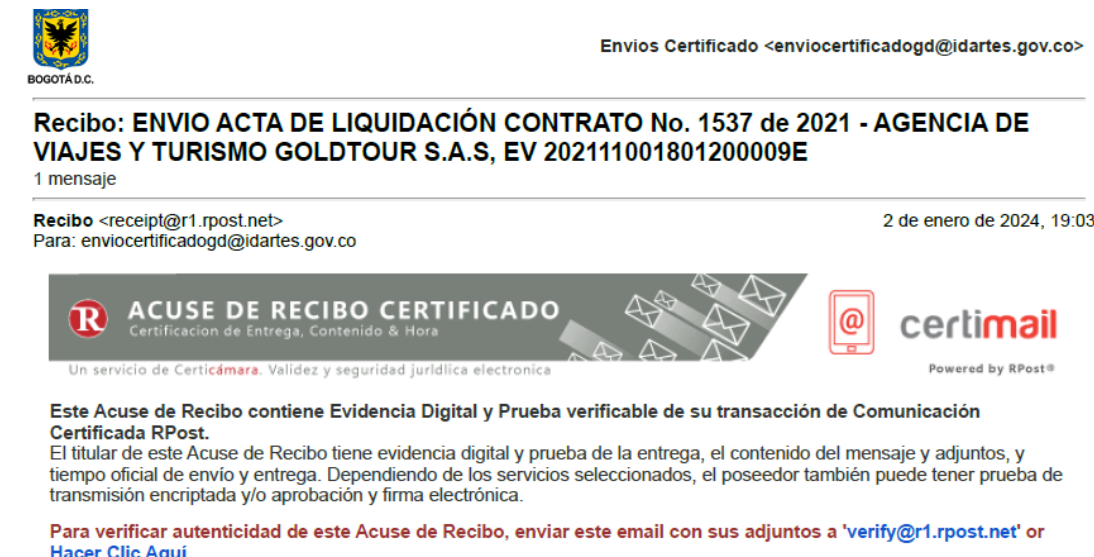 BOGOTÁ D.C.
Envios Certificado <enviocertificadogd@idartes.gov.co>
Recibo: ENVIO ACTA DE LIQUIDACIÓN CONTRATO No. 1537 de 2021 - AGENCIA DE
VIAJES Y TURISMO GOLDTOUR S.A.S, EV 202111001801200009E
1 mensaje
Recibo <receipt@r1.rpost.net>
2 de enero de 2024, 19:03
Para: enviocertificadogd@idartes.gov.co
R
ACUSE DE RECIBO CERTIFICADO
Certificacion de Entrega, Contenido & Hora
Un servicio de Certicámara. Validez y seguridad jurídlica electronica
@
certimail
Powered by RPost®
Este Acuse de Recibo contiene Evidencia Digital y Prueba verificable de su transacción de Comunicación
Certificada RPost.
El titular de este Acuse de Recibo tiene evidencia digital y prueba de la entrega, el contenido del mensaje y adjuntos, y
tiempo oficial de envío y entrega. Dependiendo de los servicios seleccionados, el poseedor también puede tener prueba de
transmisión encriptada y/o aprobación y firma electrónica.
Para verificar autenticidad de este Acuse de Recibo, enviar este email con sus adjuntos a 'verify@r1.rpost.net' or
Hacer Clic Aquí